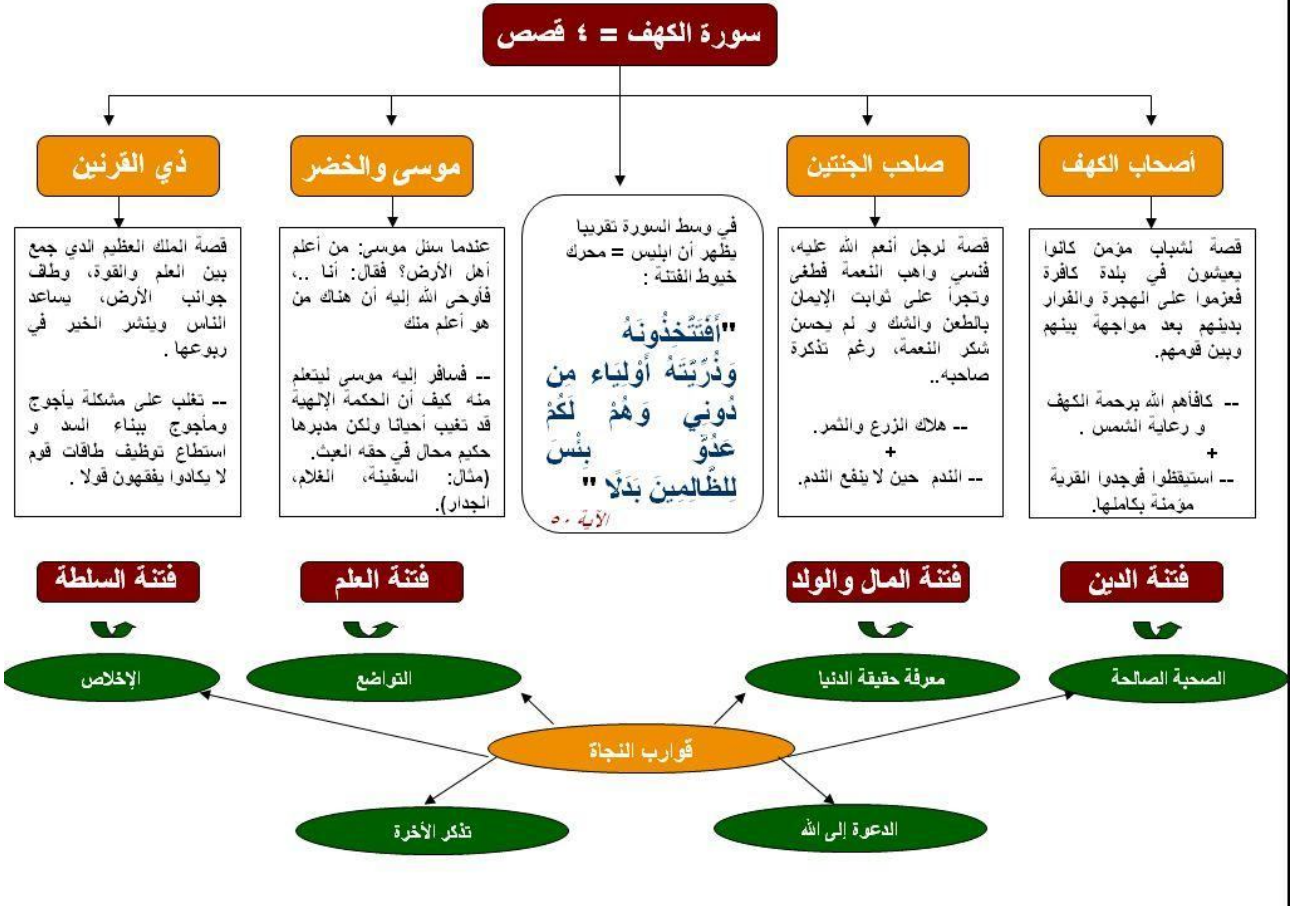 سورة الكهف = ٤ قصص
أصحاب الكهف
قصة لشباب مؤمن كانوا
يعيشون في بلدة كافرة
فعزموا على الهجرة والفرار
بدينهم بعد مواجهة بينهم
وبين قومهم.
-- كافأهم الله برحمة الكهف
و رعاية الشمس .
+
-- استيقظوا فوجدوا القرية
مؤمنة بكاملها.
صاحب الجنتين
قصة لرجل أنعم الله عليه،
فنسي واهب النعمة فطغى
وتجرأ على ثوابت الإيمان
بالطعن والشك و لم يحسن
شكر النعمة، رغم تذكرة
صاحبه..
-- هلاك الزرع والثمر.
+
-- الندم حين لا ينفع الندم.
في وسط السورة تقريبا
يظهر أن ابليس = محرك
خيوط الفتنة :
"أَفَتَتَّخِذُونَهُ
وَذُرِّيَّتَهُ أَوْلِيَاء مِن
دُونِي وَهُمْ لَكُمْ
عَدُوٌّ بِئْسَ
لِلظَّالِمِينَ بَدَلًا "
الآية ٥٠
موسى والخضر
عندما سئل موسى: من أعلم
أهل الأرض؟ فقال: أنا ..،
فأوحى الله إليه أن هناك من
هو أعلم منك
-- فسافر إليه موسى ليتعلم
منه كيف أن الحكمة الإلهية
قد تغيب أحيانا ولكن مدبرها
حكيم محال في حقه العبث.
(مثال: السفينة، الغلام،
الجدار).
ذي القرنين
قصة الملك العظيم الذي جمع
بين العلم والقوة، وطاف
جوانب الأرض، يساعد
الناس وينشر الخير في
ربوعها .
-- تغلب على مشكلة يأجوج
ومأجوج ببناء السد و
استطاع توظيف طاقات قوم
لا يكادوا يفقهون قولا .
فتنة الدين
فتنة المال والولد
فتنة العلم
فتنة السلطة
الصحبة الصالحة
معرفة حقيقة الدنيا
التواضع
الإخلاص
قوارب النجاة
الدعوة إلى الله
تذكر الأخرة